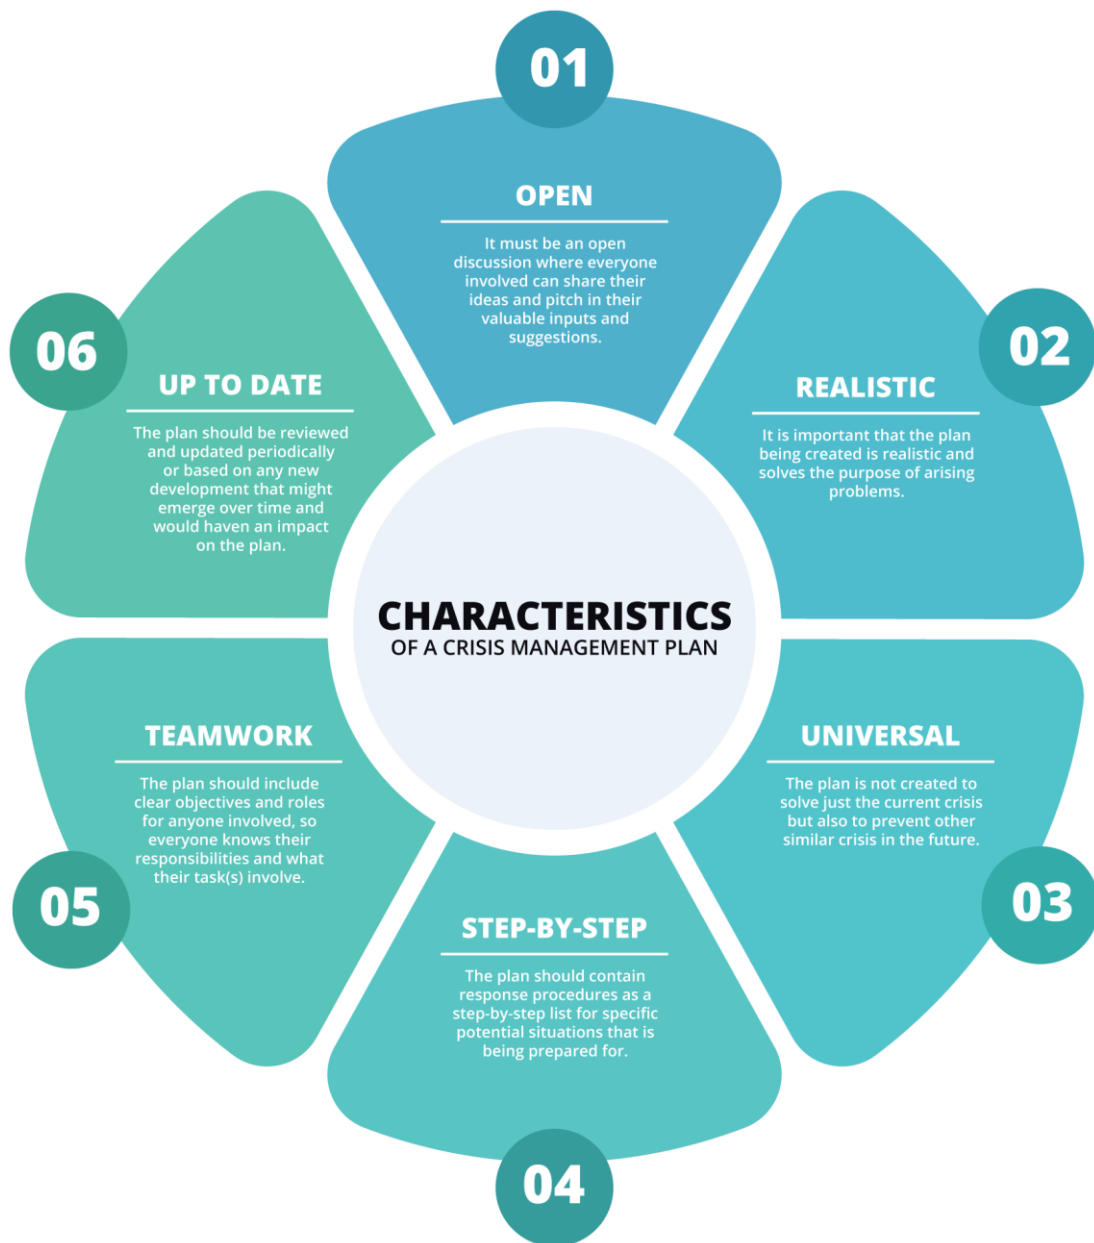 CHARACTERISTICS
OF A CRISIS MANAGEMENT PLAN
01
OPEN
It must be an open
discussion where everyone
involved can share their
ideas and pitch in their
valuable inputs and
suggestions.
02
REALISTIC
It is important that the plan
being created is realistic and
solves the purpose of arising
problems.
03
UNIVERSAL
The plan is not created to
solve just the current crisis
but also to prevent other
similar crisis in the future.
04
STEP-BY-STEP
The plan should contain
response procedures as a
step-by-step list for specific
potential situations that is
being prepared for.
05
TEAMWORK
The plan should include
clear objectives and roles
for anyone involved, so
everyone knows their
responsibilities and what
their task(s) involve.
06
UP TO DATE
The plan should be reviewed
and updated periodically
or based on any new
development that might
emerge over time and
would haven an impact
on the plan.